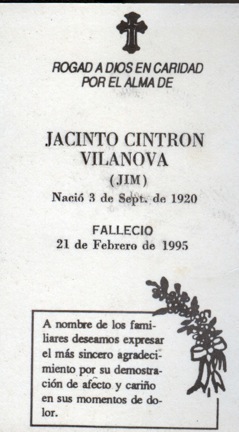 ROGAD A DIOS EN CARIDAD
POR EL ALMA DE
JACINTO CINTRON
VILANOVA
(JIM)
Nació 3 de Sept. de 1920
FALLECIO
21 de Febrero de 1995
A nombre de los fami-
liares deseamos expresar
el más sincero agradeci-
miento por su demostra-
ción de afecto y cariño
en sus momentos de do-
lor.